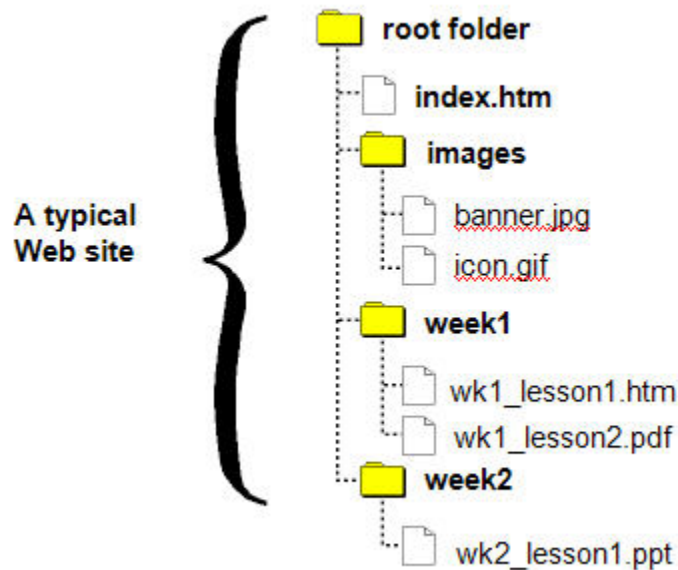 root folder
index.htm
images
banner.jpg
icon.gif
A typical
Web site
week1
wk1_lesson1.htm
wk1_lesson2.pdf
week2
wk2_lesson1.ppt